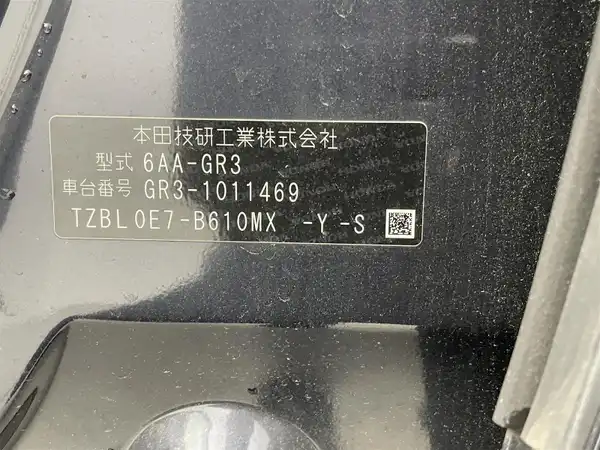 本田技研工業株式会社
型式 6AA-GR3
車台番号 GR3-1011469
TZBL0E7-B610MX -Y -S